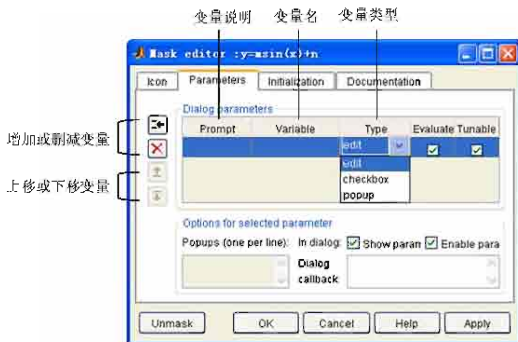 变量说明 变量名 变量类型
Mask editor :y=msin(x)+n
Icon Parameters Initialization Documentation
Dialog parameters
Prompt Variable Type Evaluate Tunable
edit
edit
checkbox
popup
增加或删减变量
上移或下移变量
Options for selected parameter
Popups (one per line): In dialog: Show param Enable para
Dialog
callback
Unmask OK Cancel Help Apply